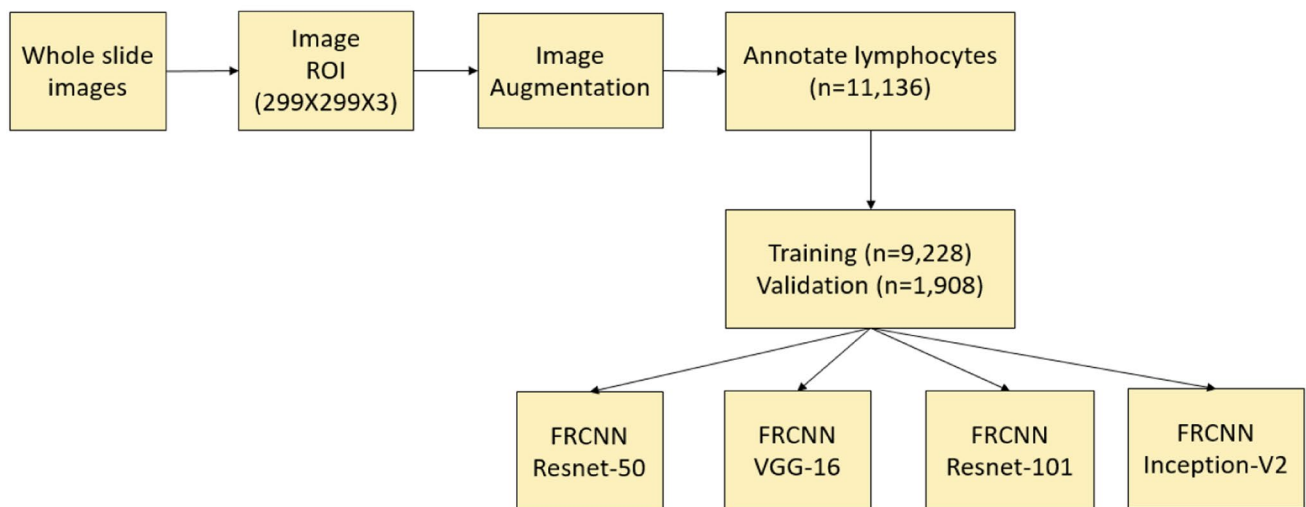 Whole slide
images
Image
ROI
(299X299X3)
Image
Augmentation
Annotate lymphocytes
(n=11,136)
Training (n=9,228)
Validation (n=1,908)
FRCNN
Resnet-50
FRCNN
VGG-16
FRCNN
Resnet-101
FRCNN
Inception-V2